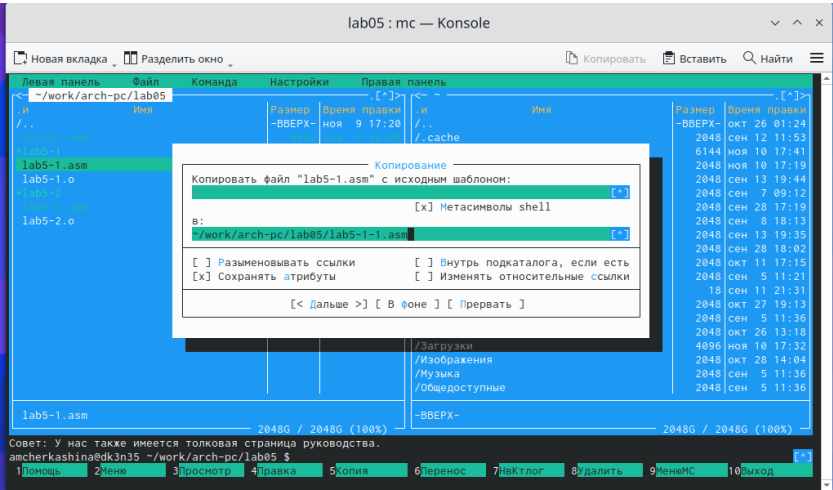 lab05 : mc — Konsole
Новая вкладка Разделить окно Копировать Вставить Найти
Левая панель Файл Команда Настройки Правая панель
<─ ~/work/arch-pc/lab05 .[^]> <─ ~ .[^]>
.и Имя Размер Время правки .и Имя Размер Время правки
/.. -ВВЕРХ- ноя 9 17:20 /.. -ВВЕРХ- окт 26 01:24
/.cache 2048 сен 12 11:53
*lab5-1 6144 ноя 10 17:41
lab5-1.asm 2048 ноя 10 17:19
lab5-1.o 2048 сен 13 19:44
*lab5-2 2048 сен 7 09:12
2048 сен 28 17:19
lab5-2.o 2048 сен 8 18:13
2048 сен 13 19:35
2048 сен 28 18:02
2048 окт 11 17:15
2048 сен 5 11:21
18 сен 11 21:31
2048 окт 27 19:13
2048 сен 5 11:36
2048 окт 26 13:18
Копирование
Копировать файл "lab5-1.asm" с исходным шаблоном:
[^]
[x] Метасимволы shell
в:
~/work/arch-pc/lab05/lab5-1-1.asm [^]
[ ] Разыменовывать ссылки [ ] Внутрь подкаталога, если есть
[x] Сохранять атрибуты [ ] Изменять относительные ссылки
[< Дальше >] [ В фоне ] [ Прервать ]
/Загрузки 4096 ноя 10 17:32
/Изображения 2048 окт 28 14:04
/Музыка 2048 сен 5 11:36
/Общедоступные 2048 сен 5 11:36
lab5-1.asm -ВВЕРХ-
2048G / 2048G (100%) 2048G / 2048G (100%)
Совет: У нас также имеется толковая страница руководства.
amcherkashina@dk3n35 ~/work/arch-pc/lab05 $ [^]
1Помощь 2Меню 3Просмотр 4Правка 5Копия 6Перенос 7НвКтлог 8Удалить 9МенюМС 10Выход